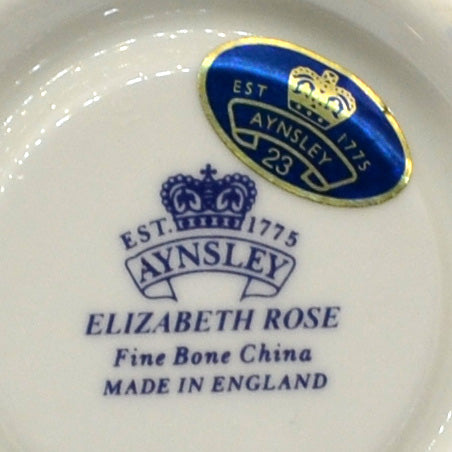 EST 1775
AYNSLEY
23
EST. 1775
AYNSLEY
ELIZABETH ROSE
Fine Bone China
MADE IN ENGLAND